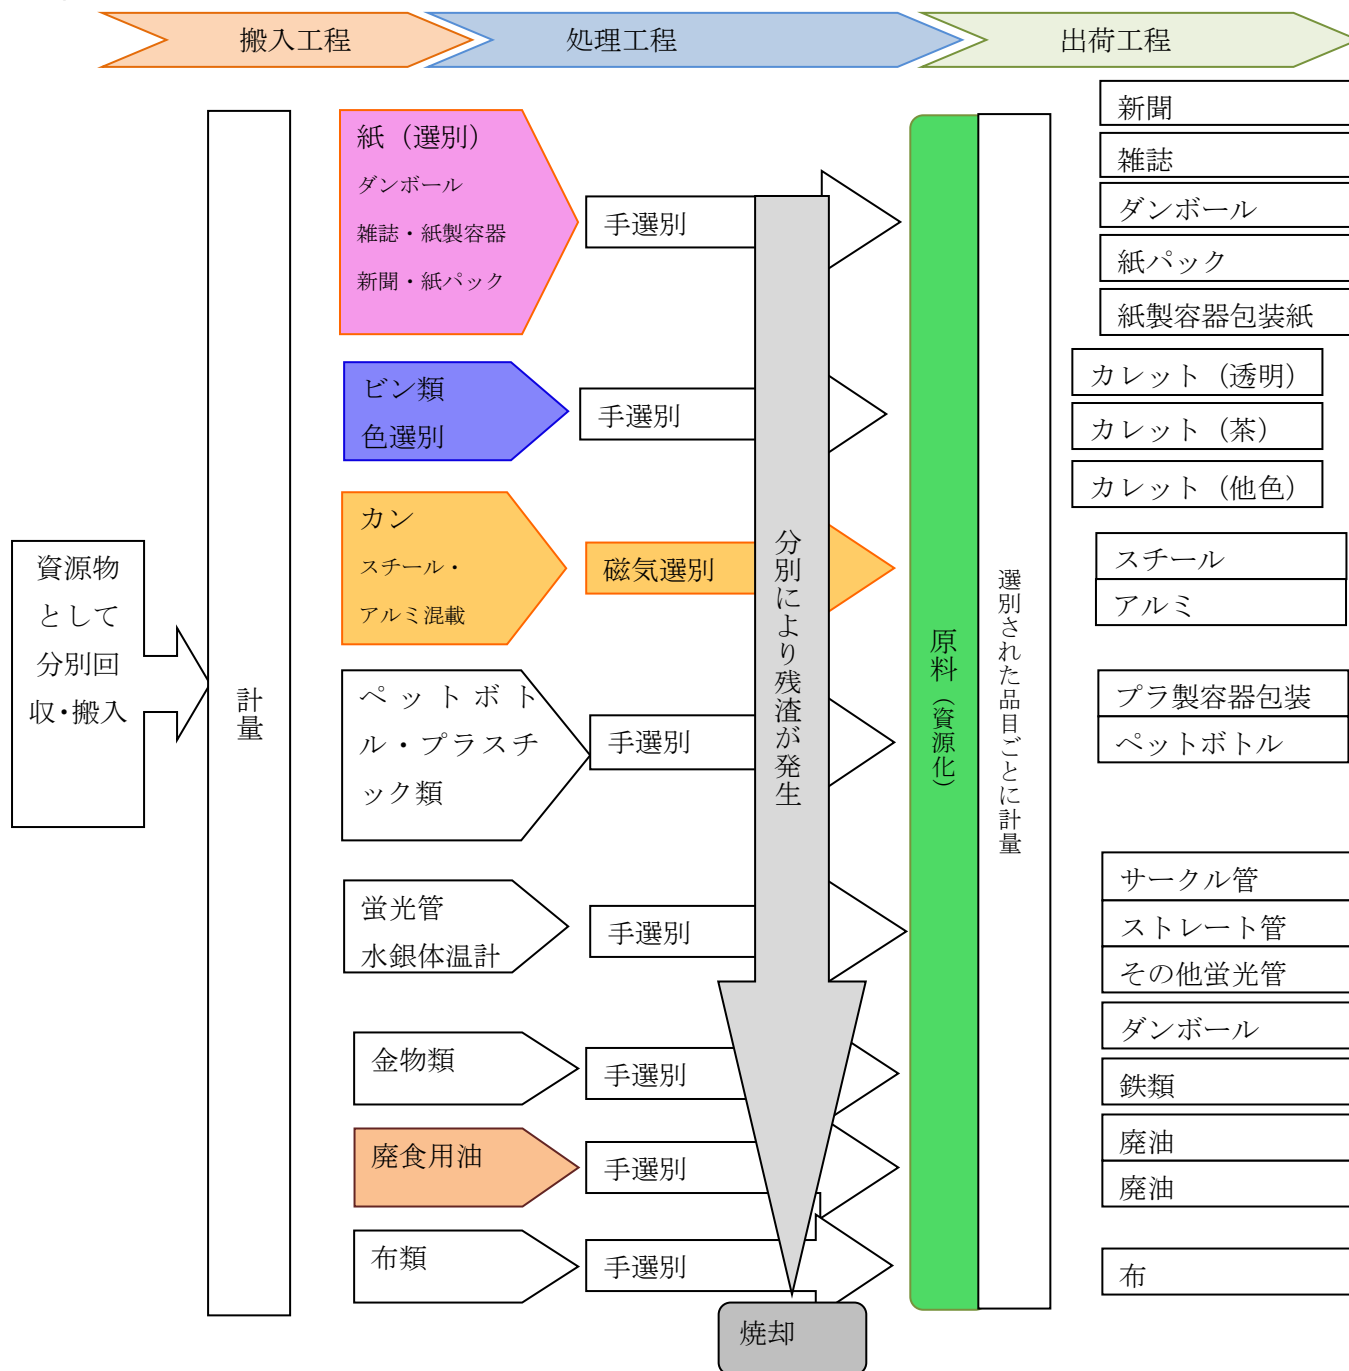 搬入工程
処理工程
出荷工程
資源物
として
分別回
収・搬入
計量
紙（選別）
ダンボール
雑誌・紙製容器
新聞・紙パック
手選別
ビン類
色選別
手選別
カン
スチール・
アルミ混載
磁気選別
ペットボト
ル・プラスチ
ック類
手選別
蛍光管
水銀体温計
手選別
金物類
手選別
廃食用油
手選別
布類
手選別
分別により残渣が発生
焼却
原料（資源化）
選別された品目ごとに計量
新聞
雑誌
ダンボール
紙パック
紙製容器包装紙
カレット（透明）
カレット（茶）
カレット（他色）
スチール
アルミ
プラ製容器包装
ペットボトル
サークル管
ストレート管
その他蛍光管
ダンボール
鉄類
廃油
廃油
布